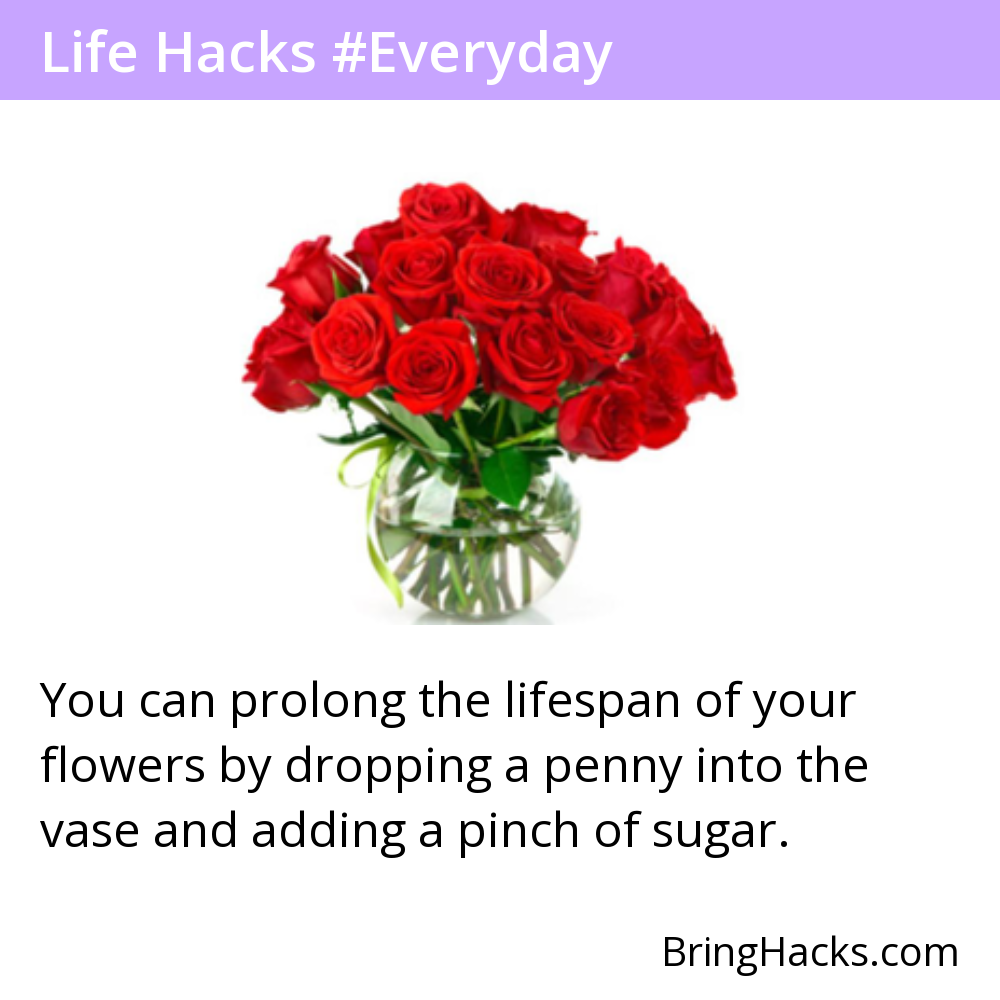 Life Hacks #Everyday
You can prolong the lifespan of your
flowers by dropping a penny into the
vase and adding a pinch of sugar.
BringHacks.com